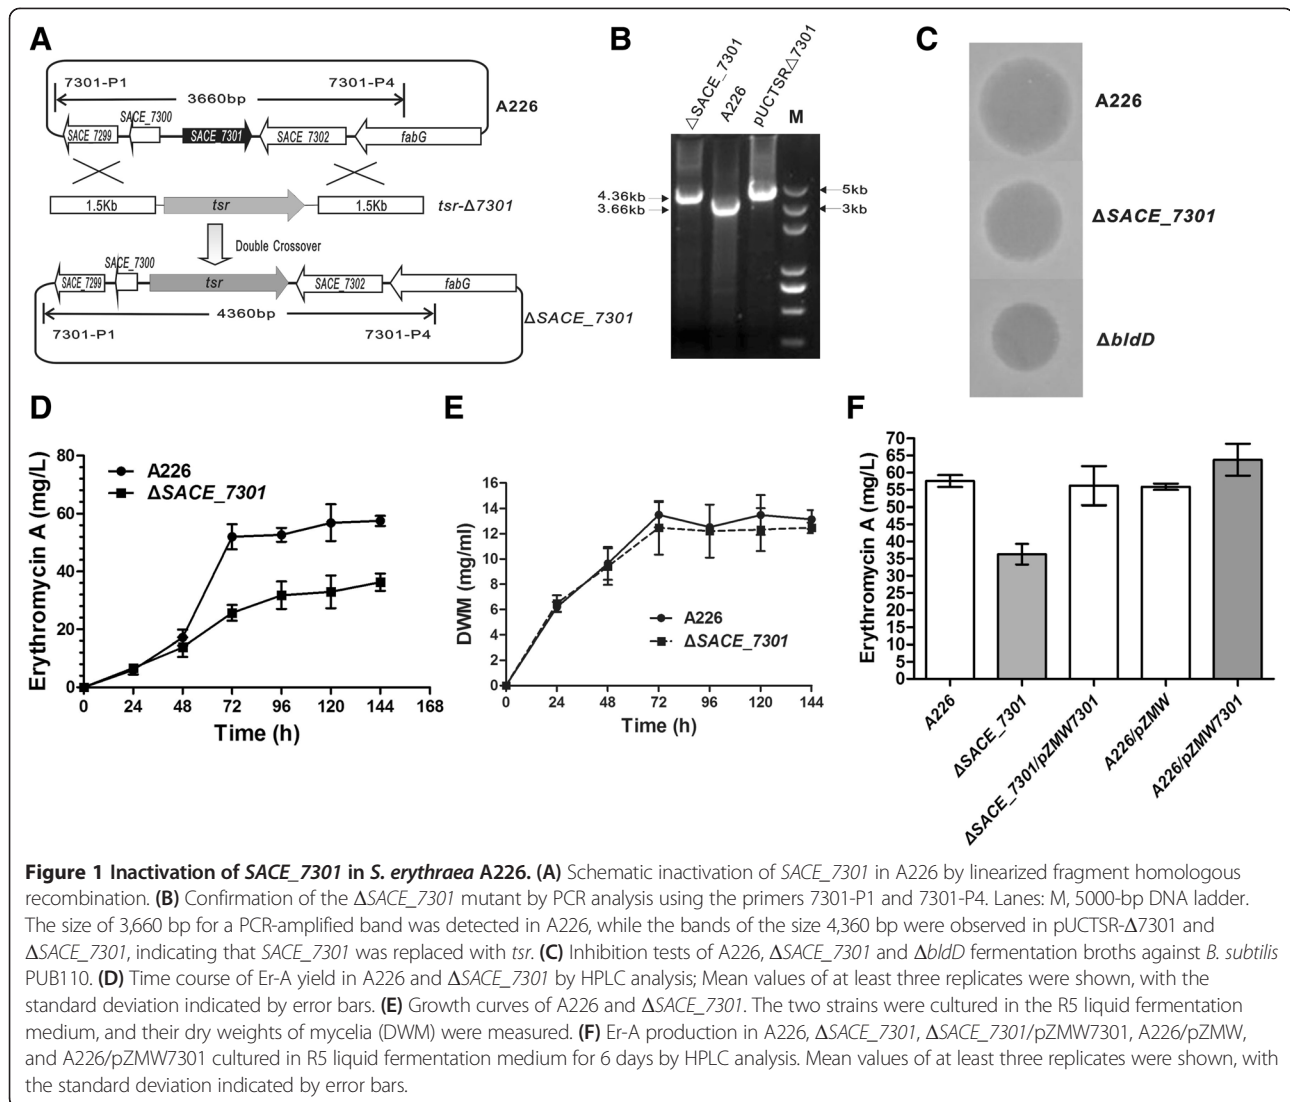 A
7301-P1
7301-P4
3660bp
A226
SACE_7300
SACE_7299
SACE_7301
SACE_7302
fabG
1.5Kb
tsr
1.5Kb
tsr-Δ7301
Double Crossover
SACE_7300
SACE_7299
tsr
SACE_7302
fabG
4360bp
7301-P1
7301-P4
ΔSACE_7301
B
△SACE_7301
A226
pUCTSR△7301
M
4.36kb
3.66kb
5kb
3kb
C
A226
ΔSACE_7301
ΔbldD
D
Erythromycin A (mg/L)
80
60
40
20
0
A226
ΔSACE_7301
0 24 48 72 96 120 144 168
Time (h)
E
DWM (mg/ml)
16
14
12
10
8
6
4
2
0
A226
ΔSACE_7301
0 24 48 72 96 120 144
Time (h)
F
Erythromycin A (mg/L)
70
65
60
55
50
45
40
35
30
25
20
15
10
5
0
A226
ΔSACE_7301
ΔSACE_7301/pZMW7301
A226/pZMW
A226/pZMW7301
Figure 1 Inactivation of SACE_7301 in S. erythraea A226. (A) Schematic inactivation of SACE_7301 in A226 by linearized fragment homologous
recombination. (B) Confirmation of the ΔSACE_7301 mutant by PCR analysis using the primers 7301-P1 and 7301-P4. Lanes: M, 5000-bp DNA ladder.
The size of 3,660 bp for a PCR-amplified band was detected in A226, while the bands of the size 4,360 bp were observed in pUCTSR-Δ7301 and
ΔSACE_7301, indicating that SACE_7301 was replaced with tsr. (C) Inhibition tests of A226, ΔSACE_7301 and ΔbldD fermentation broths against B. subtilis
PUB110. (D) Time course of Er-A yield in A226 and ΔSACE_7301 by HPLC analysis; Mean values of at least three replicates were shown, with the
standard deviation indicated by error bars. (E) Growth curves of A226 and ΔSACE_7301. The two strains were cultured in the R5 liquid fermentation
medium, and their dry weights of mycelia (DWM) were measured. (F) Er-A production in A226, ΔSACE_7301, ΔSACE_7301/pZMW7301, A226/pZMW,
and A226/pZMW7301 cultured in R5 liquid fermentation medium for 6 days by HPLC analysis. Mean values of at least three replicates were shown, with
the standard deviation indicated by error bars.